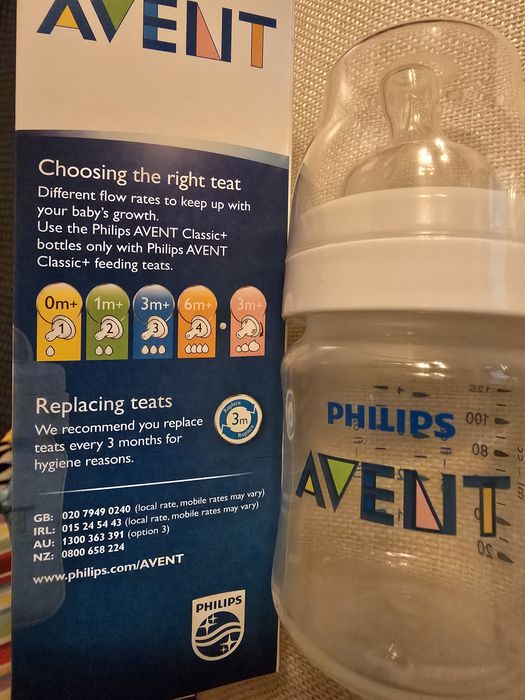 AVENT
Choosing the right teat
Different flow rates to keep up with
your baby's growth.
Use the Philips AVENT Classic+
bottles only with Philips AVENT
Classic+ feeding teats.
0m+ 1m+ 3m+ 6m+ 3m+
1 2 3 4
Replacing teats
We recommend you replace
teats every 3 months for
hygiene reasons.
Replace
3m
Replace
GB: 020 7949 0240 (local rate, mobile rates may vary)
IRL: 015 24 54 43 (local rate, mobile rates may vary)
AU: 1300 363 391 (option 3)
NZ: 0800 658 224
www.philips.com/AVENT
PHILIPS
PHILIPS
AVENT
125
100
80
20